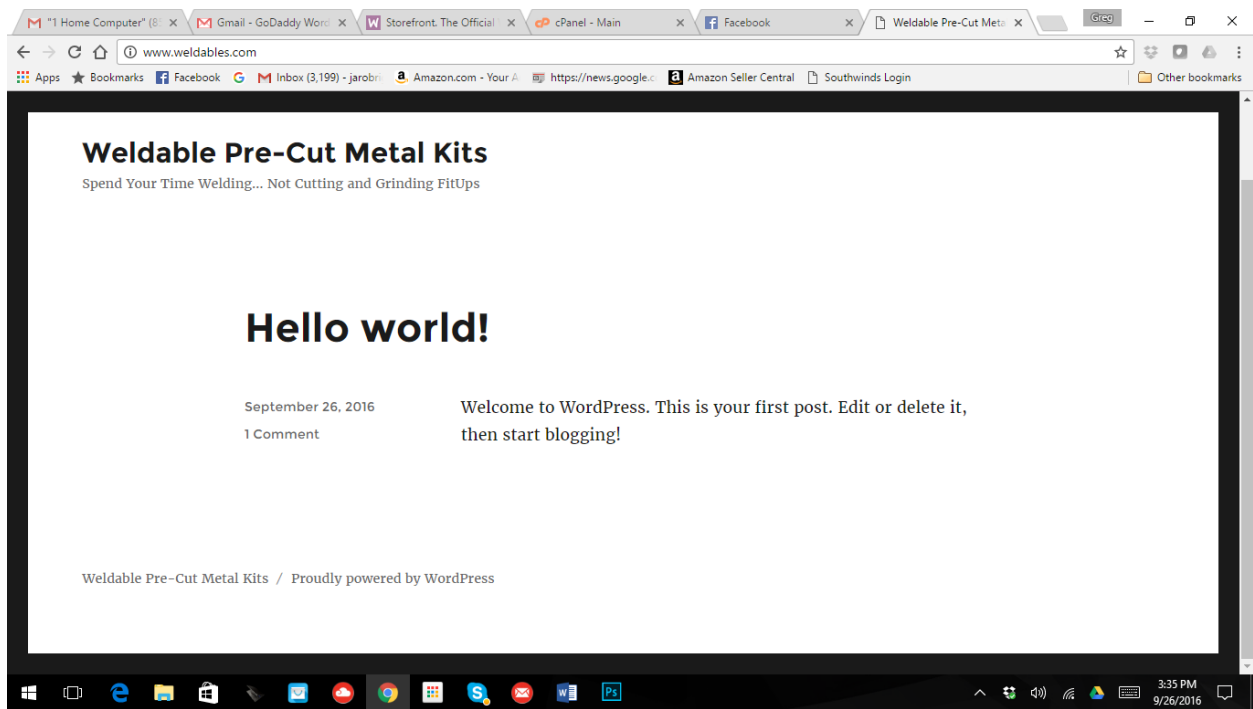 "1 Home Computer" (8
Gmail - GoDaddy Word
Storefront. The Official
cPanel - Main
Facebook
Weldable Pre-Cut Meta
Greg
www.weldables.com
Apps
Bookmarks
Facebook
Inbox (3,199) - jarobri
Amazon.com - Your A
https://news.google.c
Amazon Seller Central
Southwinds Login
Other bookmarks
Weldable Pre-Cut Metal Kits
Spend Your Time Welding... Not Cutting and Grinding FitUps
Hello world!
September 26, 2016
1 Comment
Welcome to WordPress. This is your first post. Edit or delete it,
then start blogging!
Weldable Pre-Cut Metal Kits / Proudly powered by WordPress
3:35 PM
9/26/2016